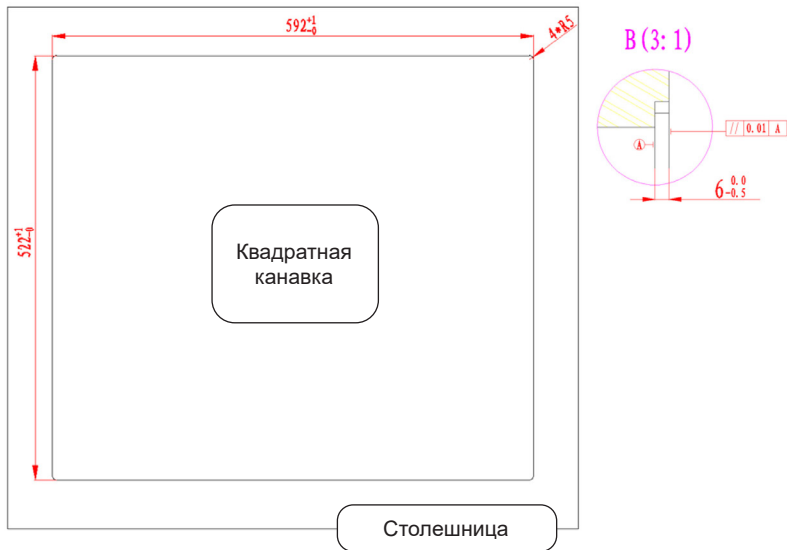 592 +1 -0
4*R5
B(3: 1)
// 0.01 A
A
6 0.0 -0.5
522 +1 -0
Квадратная
канавка
Столешница